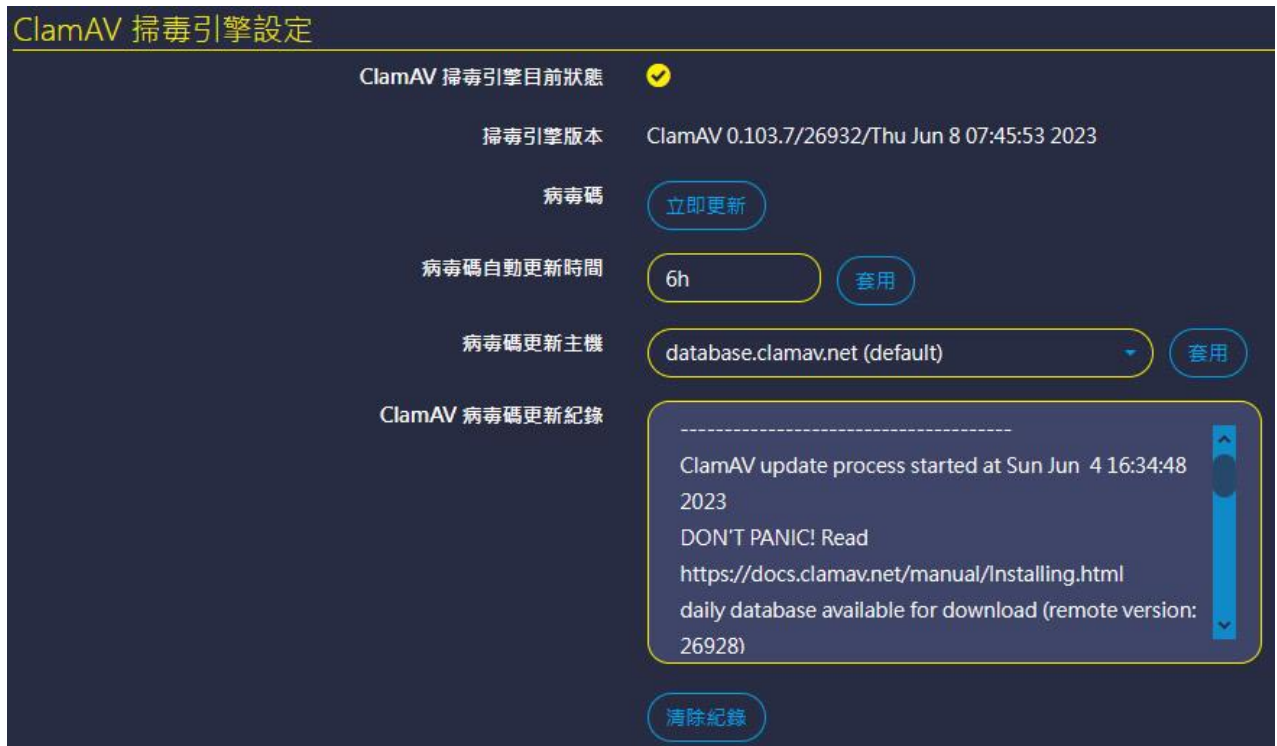 ClamAV 掃毒引擎設定
ClamAV 掃毒引擎目前狀態
掃毒引擎版本 ClamAV 0.103.7/26932/Thu Jun 8 07:45:53 2023
病毒碼 立即更新
病毒碼自動更新時間 6h 套用
病毒碼更新主機 database.clamav.net (default) 套用
ClamAV 病毒碼更新紀錄
--------------------------------------
ClamAV update process started at Sun Jun  4 16:34:48
2023
DON'T PANIC! Read
https://docs.clamav.net/manual/Installing.html
daily database available for download (remote version:
26928)
清除紀錄